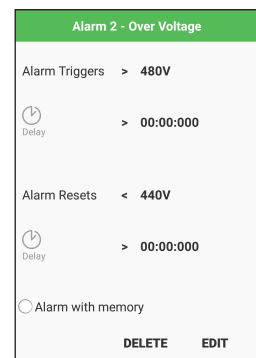 Alarm 2 - Over Voltage
Alarm Triggers > 480V
Delay > 00:00:000
Alarm Resets < 440V
Delay > 00:00:000
Alarm with memory
DELETE EDIT